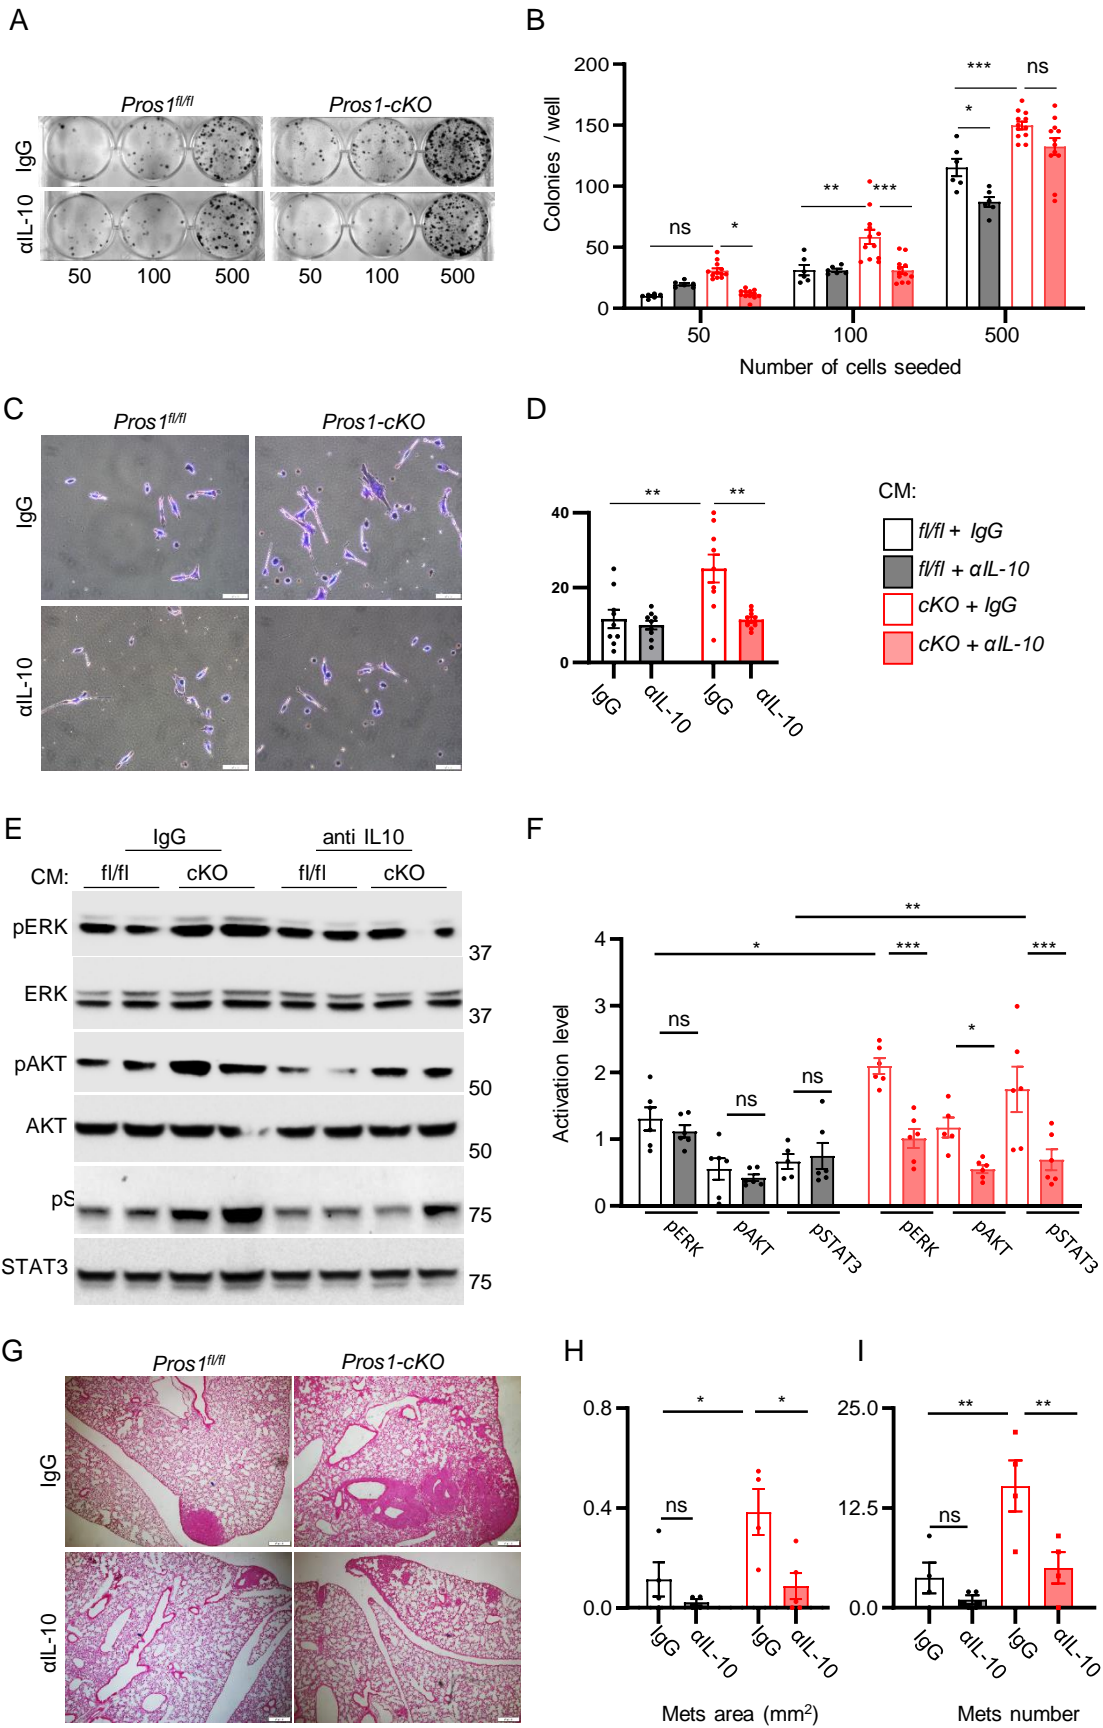 A
Pros1fl/fl
Pros1-cKO
IgG
αIL-10
50 100 500 50 100 500
B
Colonies / well
200
150
100
50
0
ns
*
**
***
***
*
ns
50 100 500
Number of cells seeded
C
Pros1fl/fl
Pros1-cKO
IgG
αIL-10
D
40
20
0
**
**
IgG
αIL-10
IgG
αIL-10
CM:
fl/fl + IgG
fl/fl + αIL-10
cKO + IgG
cKO + αIL-10
E
IgG
anti IL10
CM:
fl/fl
cKO
fl/fl
cKO
pERK
37
ERK
37
pAKT
50
AKT
50
pS
75
STAT3
75
F
Activation level
4
3
2
1
0
**
*
***
***
ns
ns
ns
*
pERK
pAKT
pSTAT3
pERK
pAKT
pSTAT3
G
Pros1fl/fl
Pros1-cKO
IgG
αIL-10
H
0.8
0.4
0.0
*
*
ns
IgG
αIL-10
IgG
αIL-10
Mets area (mm2)
I
25.0
12.5
0.0
**
**
ns
IgG
αIL-10
IgG
αIL-10
Mets number